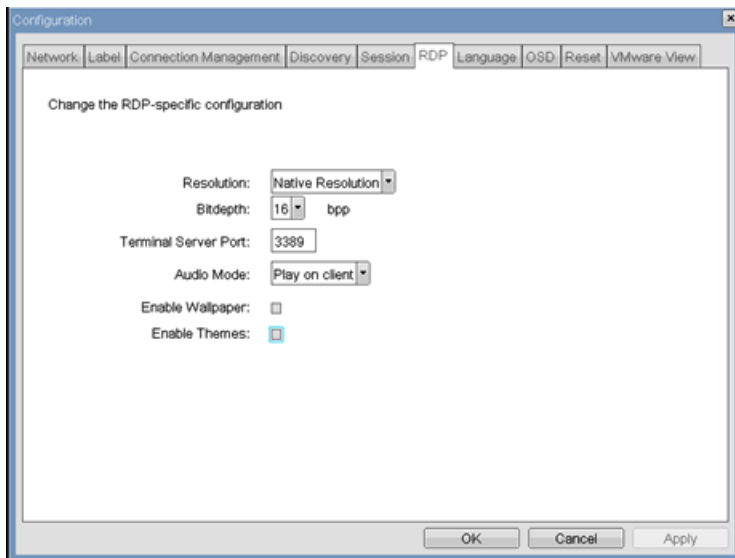 Configuration
Network Label Connection Management Discovery Session RDP Language OSD Reset VMware View
Change the RDP-specific configuration
Resolution: Native Resolution
Bitdepth: 16 bpp
Terminal Server Port: 3389
Audio Mode: Play on client
Enable Wallpaper:
Enable Themes:
OK Cancel Apply